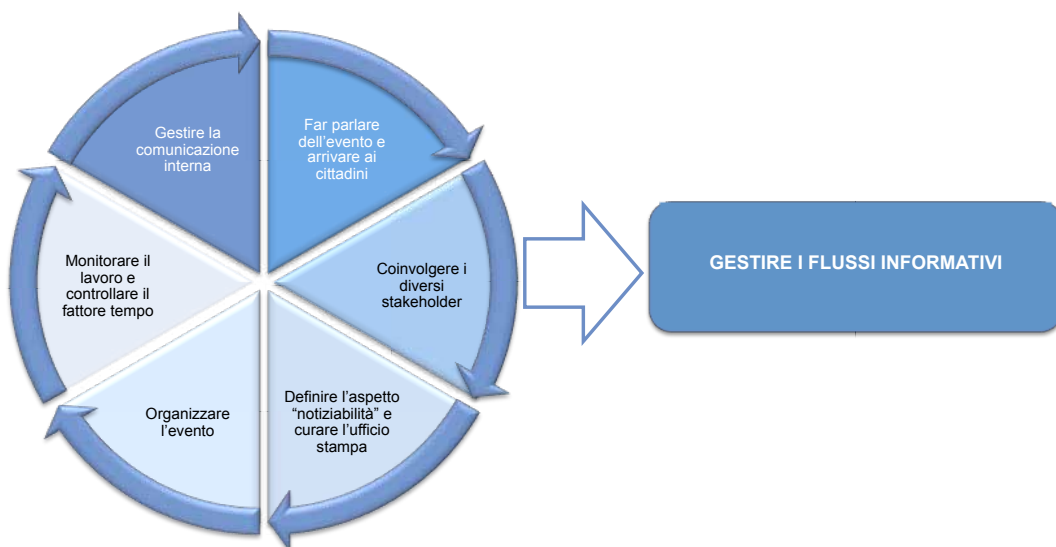 Far parlare
dell'evento e
arrivare ai
cittadini
Coinvolgere i
diversi
stakeholder
Definire l'aspetto
“notiziabilità” e
curare l'ufficio
stampa
Organizzare
l'evento
Monitorare il
lavoro e
controllare il
fattore tempo
Gestire la
comunicazione
interna
GESTIRE I FLUSSI INFORMATIVI